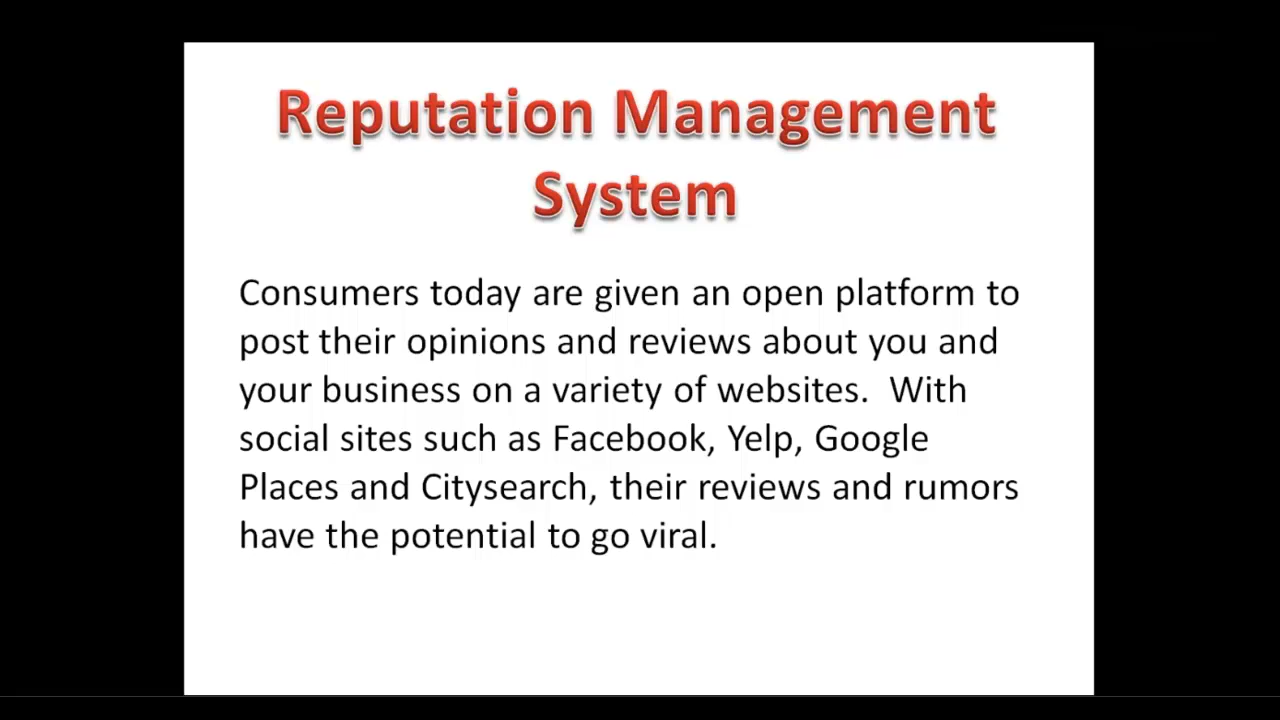 Reputation Management
System
Consumers today are given an open platform to
post their opinions and reviews about you and
your business on a variety of websites.  With
social sites such as Facebook, Yelp, Google
Places and Citysearch, their reviews and rumors
have the potential to go viral.